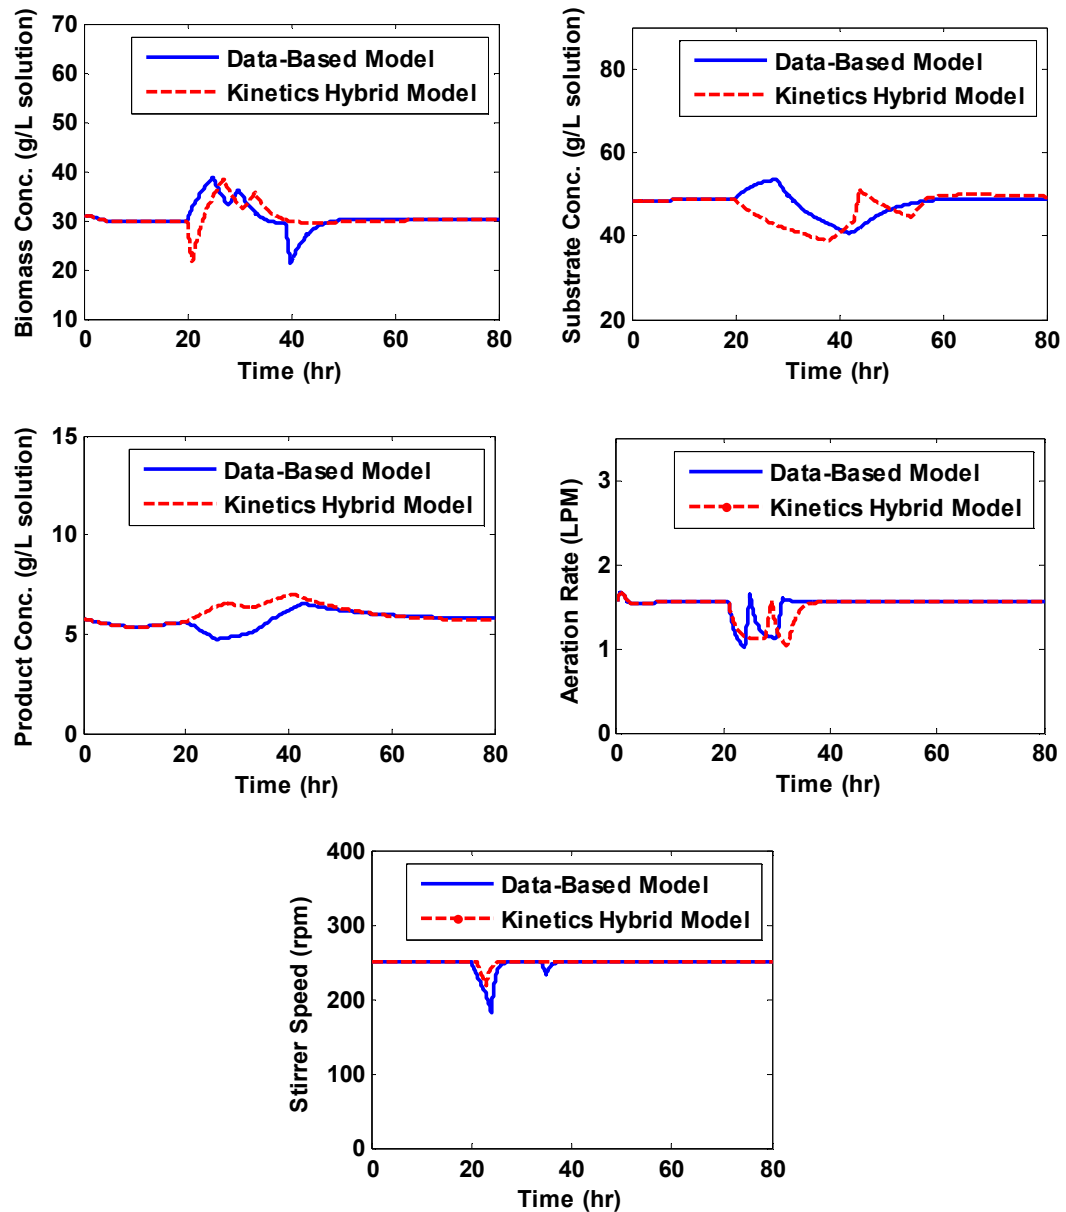 70
60
50
40
30
20
10
0 20 40 60 80
Biomass Conc. (g/L solution)
Time (hr)
Data-Based Model
Kinetics Hybrid Model
80
60
40
20
0 20 40 60 80
Substrate Conc. (g/L solution)
Time (hr)
Data-Based Model
Kinetics Hybrid Model
15
10
5
0
0 20 40 60 80
Product Conc. (g/L solution)
Time (hr)
Data-Based Model
Kinetics Hybrid Model
3
2
1
0
0 20 40 60 80
Aeration Rate (LPM)
Time (hr)
Data-Based Model
Kinetics Hybrid Model
400
300
200
100
0
0 20 40 60 80
Stirrer Speed (rpm)
Time (hr)
Data-Based Model
Kinetics Hybrid Model